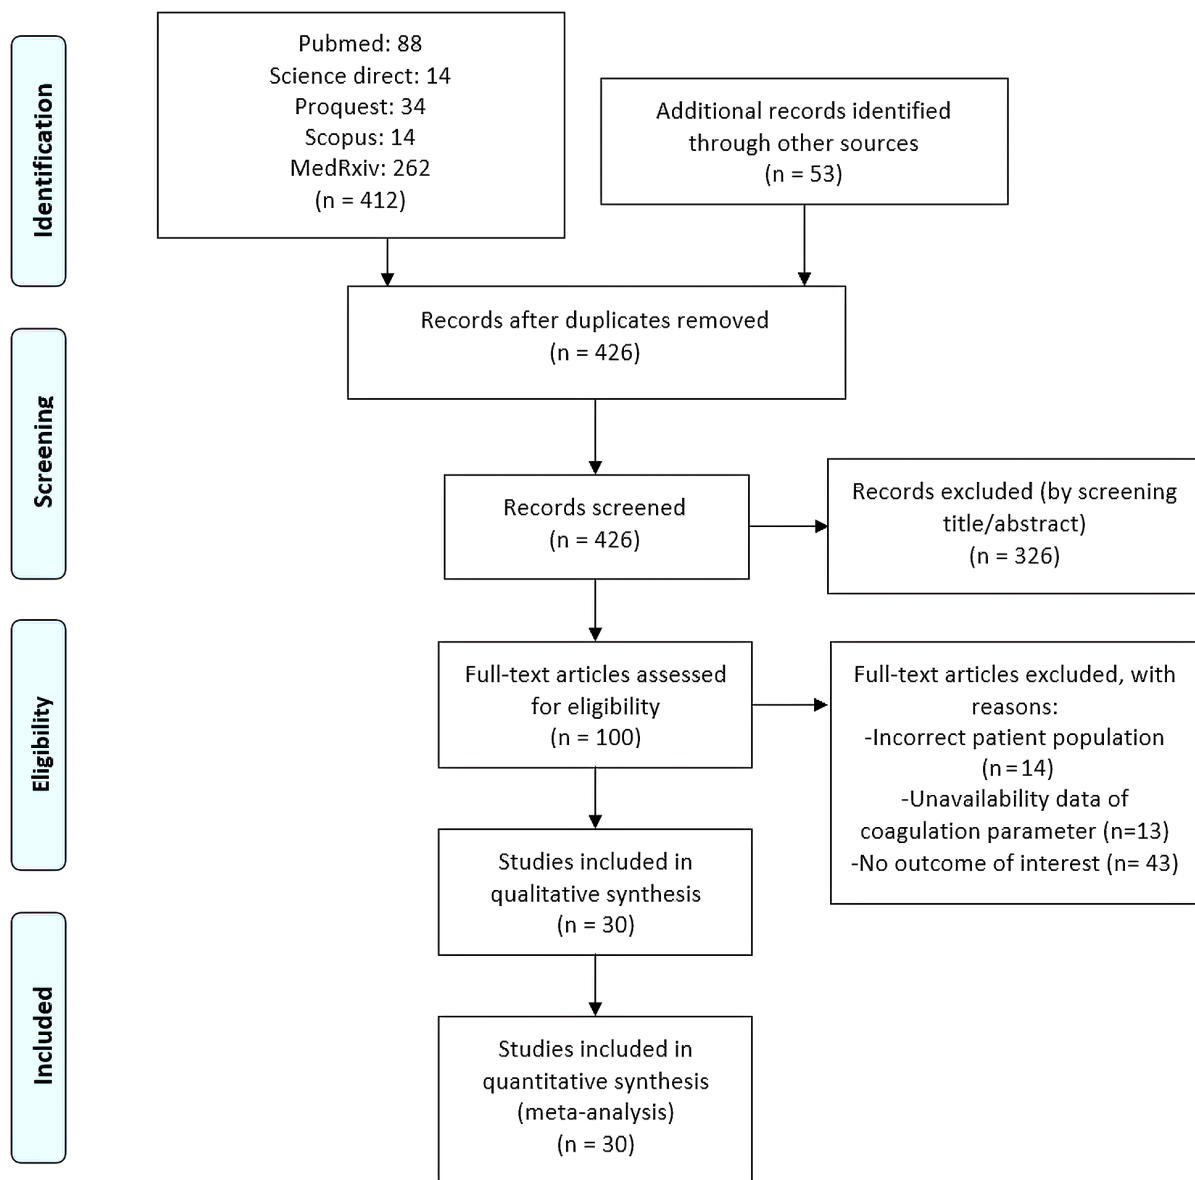 Identification
Pubmed: 88
Science direct: 14
Proquest: 34
Scopus: 14
MedRxiv: 262
(n = 412)
Additional records identified
through other sources
(n = 53)
Records after duplicates removed
(n = 426)
Screening
Records screened
(n = 426)
Records excluded (by screening
title/abstract)
(n = 326)
Eligibility
Full-text articles assessed
for eligibility
(n = 100)
Full-text articles excluded, with
reasons:
-Incorrect patient population
(n=14)
-Unavailability data of
coagulation parameter (n=13)
-No outcome of interest (n= 43)
Studies included in
qualitative synthesis
(n = 30)
Included
Studies included in
quantitative synthesis
(meta-analysis)
(n = 30)